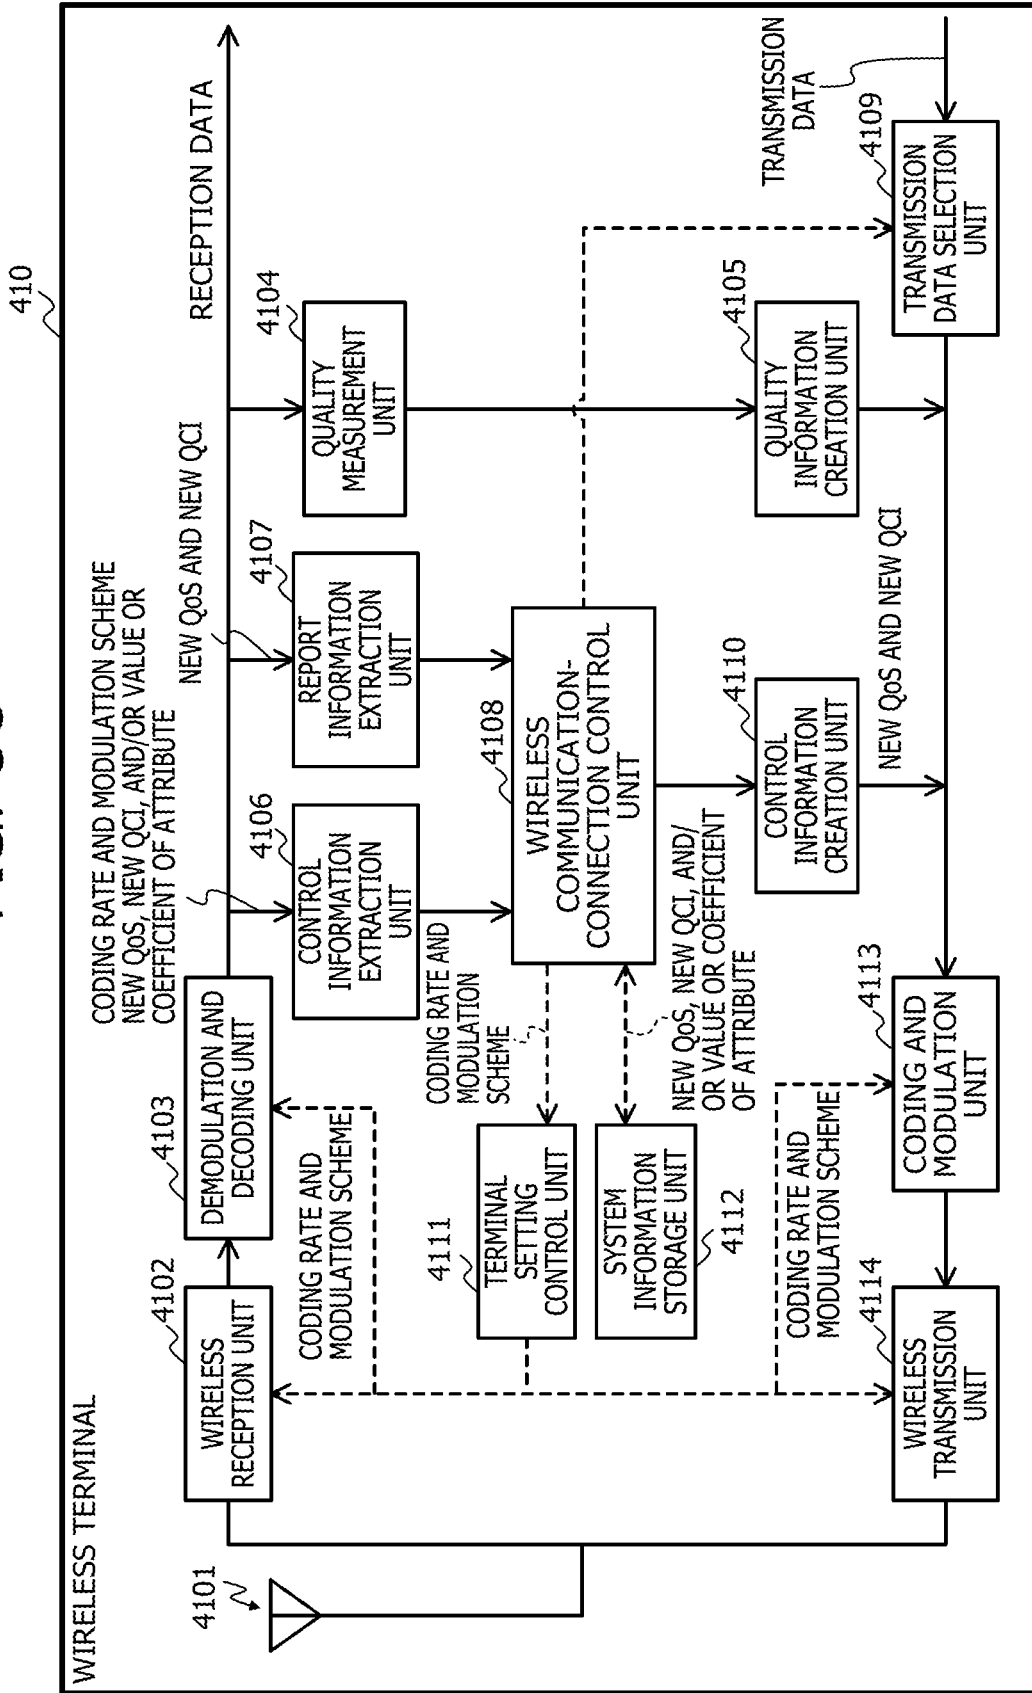 WIRELESS TERMINAL
410
4101
4102
WIRELESS
RECEPTION UNIT
4103
DEMODULATION AND
DECODING UNIT
CODING RATE AND
MODULATION SCHEME
CODING RATE AND MODULATION SCHEME
NEW QoS, NEW QCI, AND/OR VALUE OR
COEFFICIENT OF ATTRIBUTE
NEW QoS AND NEW QCI
RECEPTION DATA
4106
CONTROL
INFORMATION
EXTRACTION
UNIT
4107
REPORT
INFORMATION
EXTRACTION
UNIT
4104
QUALITY
MEASUREMENT
UNIT
CODING RATE AND
MODULATION
SCHEME
4108
WIRELESS
COMMUNICATION-
CONNECTION CONTROL
UNIT
4111
TERMINAL
SETTING
CONTROL UNIT
SYSTEM
INFORMATION
STORAGE UNIT
4112
NEW QoS, NEW QCI, AND/
OR VALUE OR COEFFICIENT
OF ATTRIBUTE
4110
CONTROL
INFORMATION
CREATION UNIT
4105
QUALITY
INFORMATION
CREATION UNIT
TRANSMISSION
DATA
4109
TRANSMISSION
DATA SELECTION
UNIT
NEW QoS AND NEW QCI
CODING RATE AND
MODULATION SCHEME
4113
CODING AND
MODULATION
UNIT
4114
WIRELESS
TRANSMISSION
UNIT